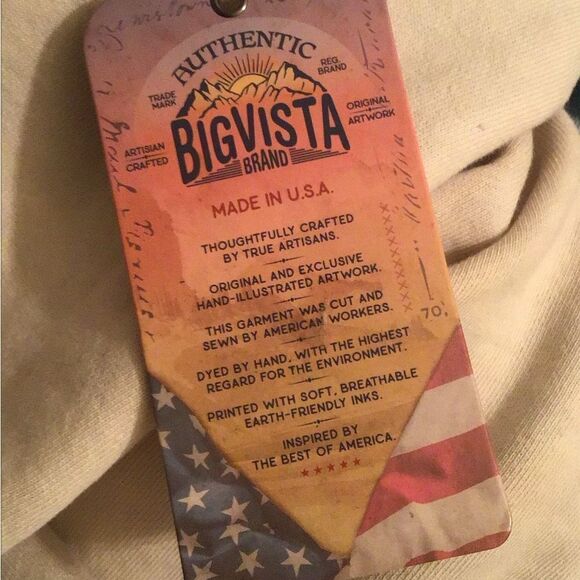 AUTHENTIC
TRADE MARK
REG. BRAND
ARTISAN CRAFTED
ORIGINAL ARTWORK
BIGVISTA
BRAND
MADE IN U.S.A.
THOUGHTFULLY CRAFTED
BY TRUE ARTISANS.
ORIGINAL AND EXCLUSIVE
HAND-ILLUSTRATED ARTWORK.
THIS GARMENT WAS CUT AND
SEWN BY AMERICAN WORKERS.
DYED BY HAND, WITH THE HIGHEST
REGARD FOR THE ENVIRONMENT.
PRINTED WITH SOFT, BREATHABLE
EARTH-FRIENDLY INKS.
INSPIRED BY
THE BEST OF AMERICA.
xxxxxxxx
70,